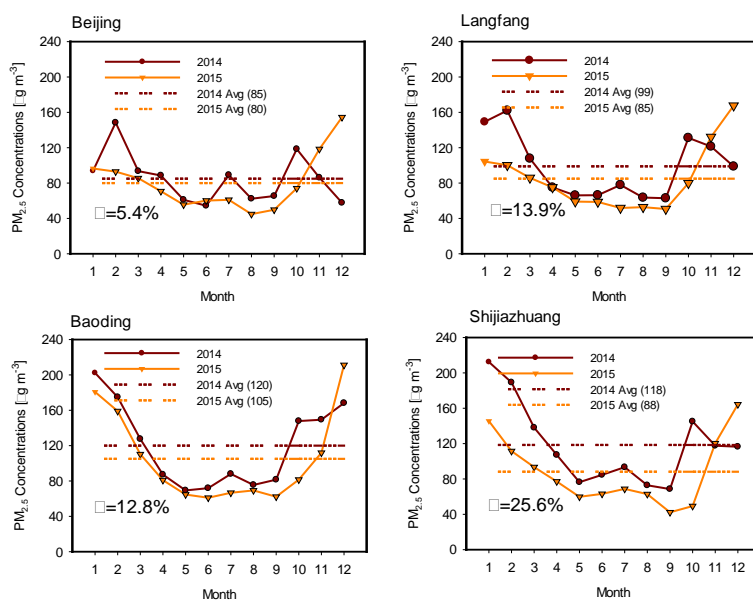 Beijing
PM2.5 Concentrations [□g m-3]
240
200
160
120
80
40
0
2014
2015
2014 Avg (85)
2015 Avg (80)
□=5.4%
1 2 3 4 5 6 7 8 9 10 11 12
Month
Langfang
PM2.5 Concentrations [□g m-3]
240
200
160
120
80
40
0
2014
2015
2014 Avg (99)
2015 Avg (85)
□=13.9%
1 2 3 4 5 6 7 8 9 10 11 12
Month
Baoding
PM2.5 Concentrations [□g m-3]
240
200
160
120
80
40
0
2014
2015
2014 Avg (120)
2015 Avg (105)
□=12.8%
1 2 3 4 5 6 7 8 9 10 11 12
Month
Shijiazhuang
PM2.5 Concentrations [□g m-3]
240
200
160
120
80
40
0
2014
2015
2014 Avg (118)
2015 Avg (88)
□=25.6%
1 2 3 4 5 6 7 8 9 10 11 12
Month